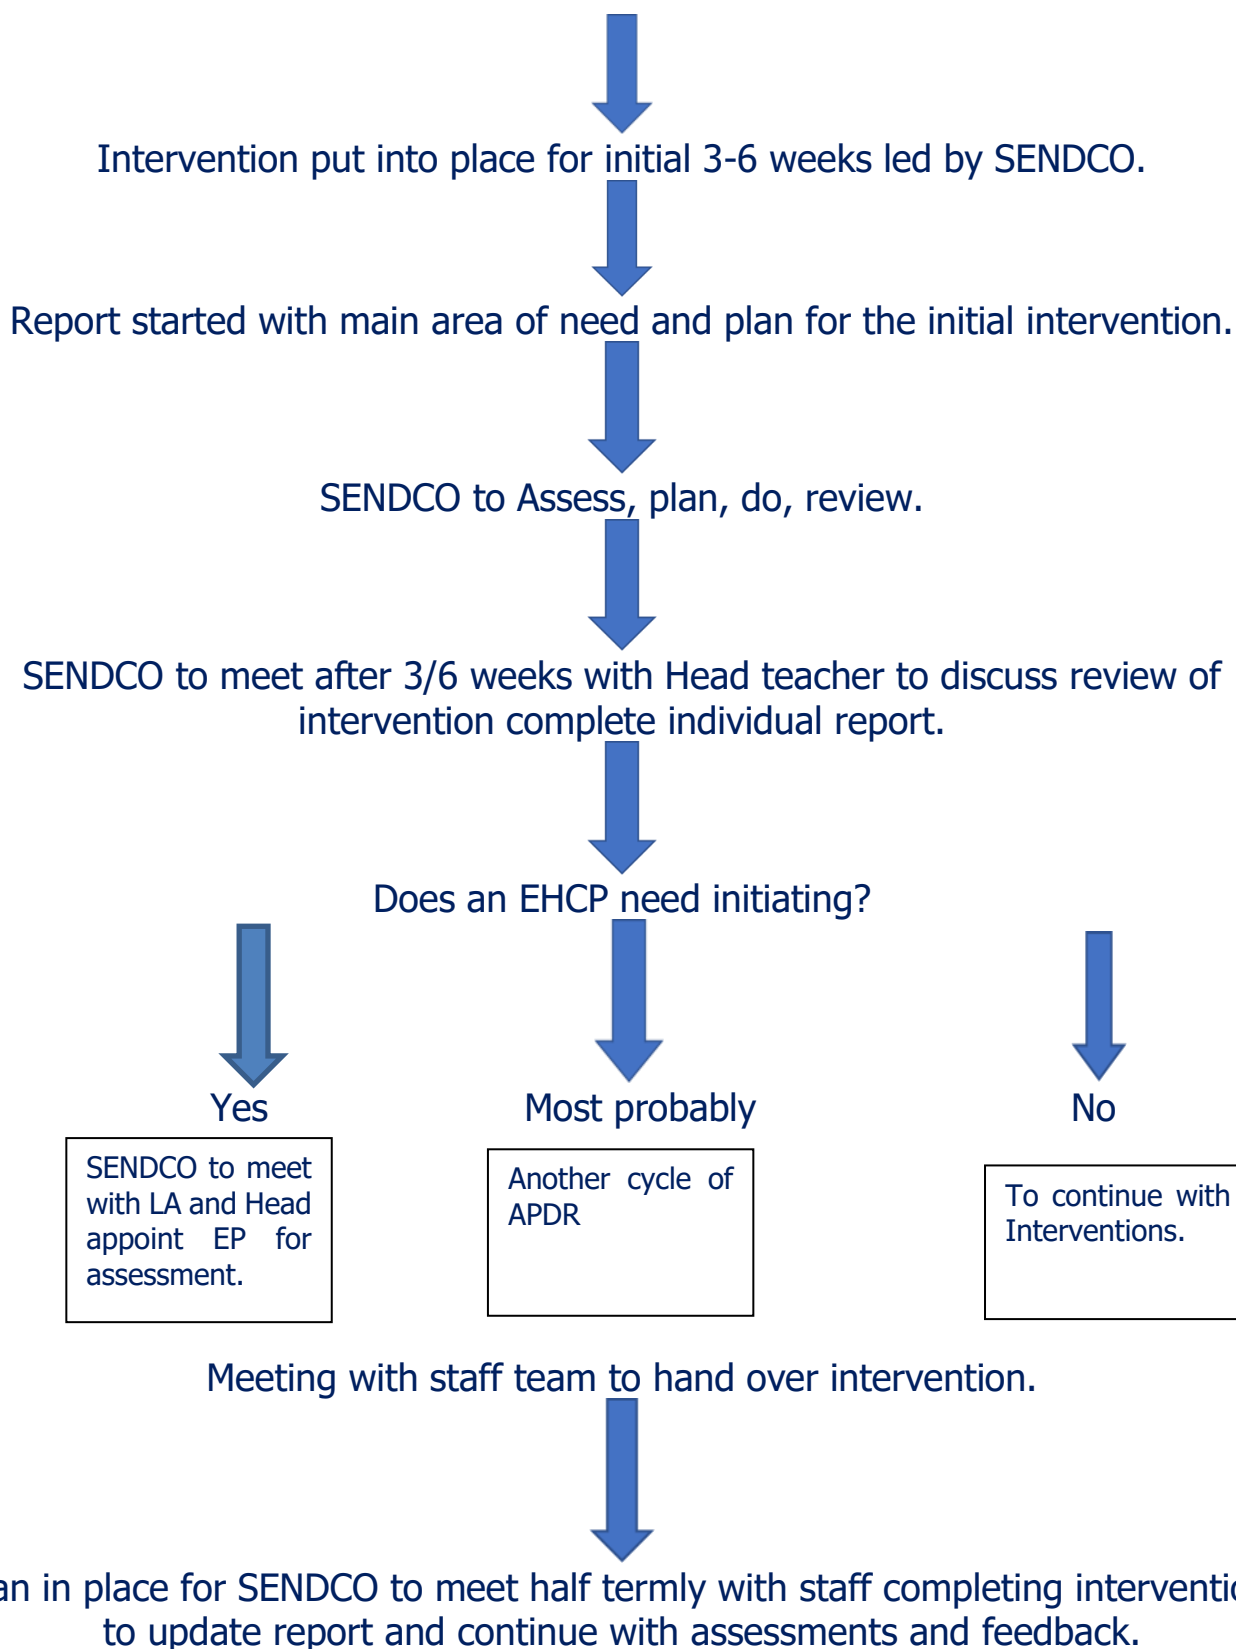 Intervention put into place for initial 3-6 weeks led by SENDCO.
Report started with main area of need and plan for the initial intervention.
SENDCO to Assess, plan, do, review.
SENDCO to meet after 3/6 weeks with Head teacher to discuss review of
intervention complete individual report.
Does an EHCP need initiating?
Yes
Most probably
No
SENDCO to meet
with LA and Head
appoint EP for
assessment.
Another cycle of
APDR
To continue with
Interventions.
Meeting with staff team to hand over intervention.
in place for SENDCO to meet half termly with staff completing
to update report and continue with assessments and feedback.